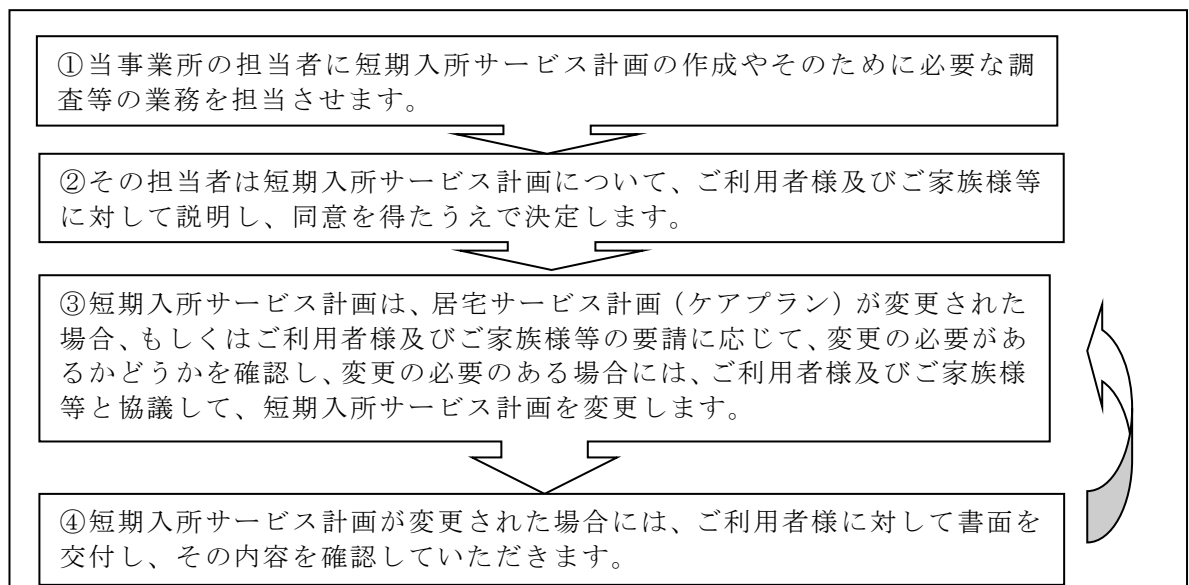 ①当事業所の担当者に短期入所サービス計画の作成やそのために必要な調
査等の業務を担当させます。
②その担当者は短期入所サービス計画について、ご利用者様及びご家族様等
に対して説明し、同意を得たうえで決定します。
③短期入所サービス計画は、居宅サービス計画（ケアプラン）が変更された
場合、もしくはご利用者様及びご家族様等の要請に応じて、変更の必要があ
るかどうかを確認し、変更の必要のある場合には、ご利用者様及びご家族様
等と協議して、短期入所サービス計画を変更します。
④短期入所サービス計画が変更された場合には、ご利用者様に対して書面を
交付し、その内容を確認していただきます。